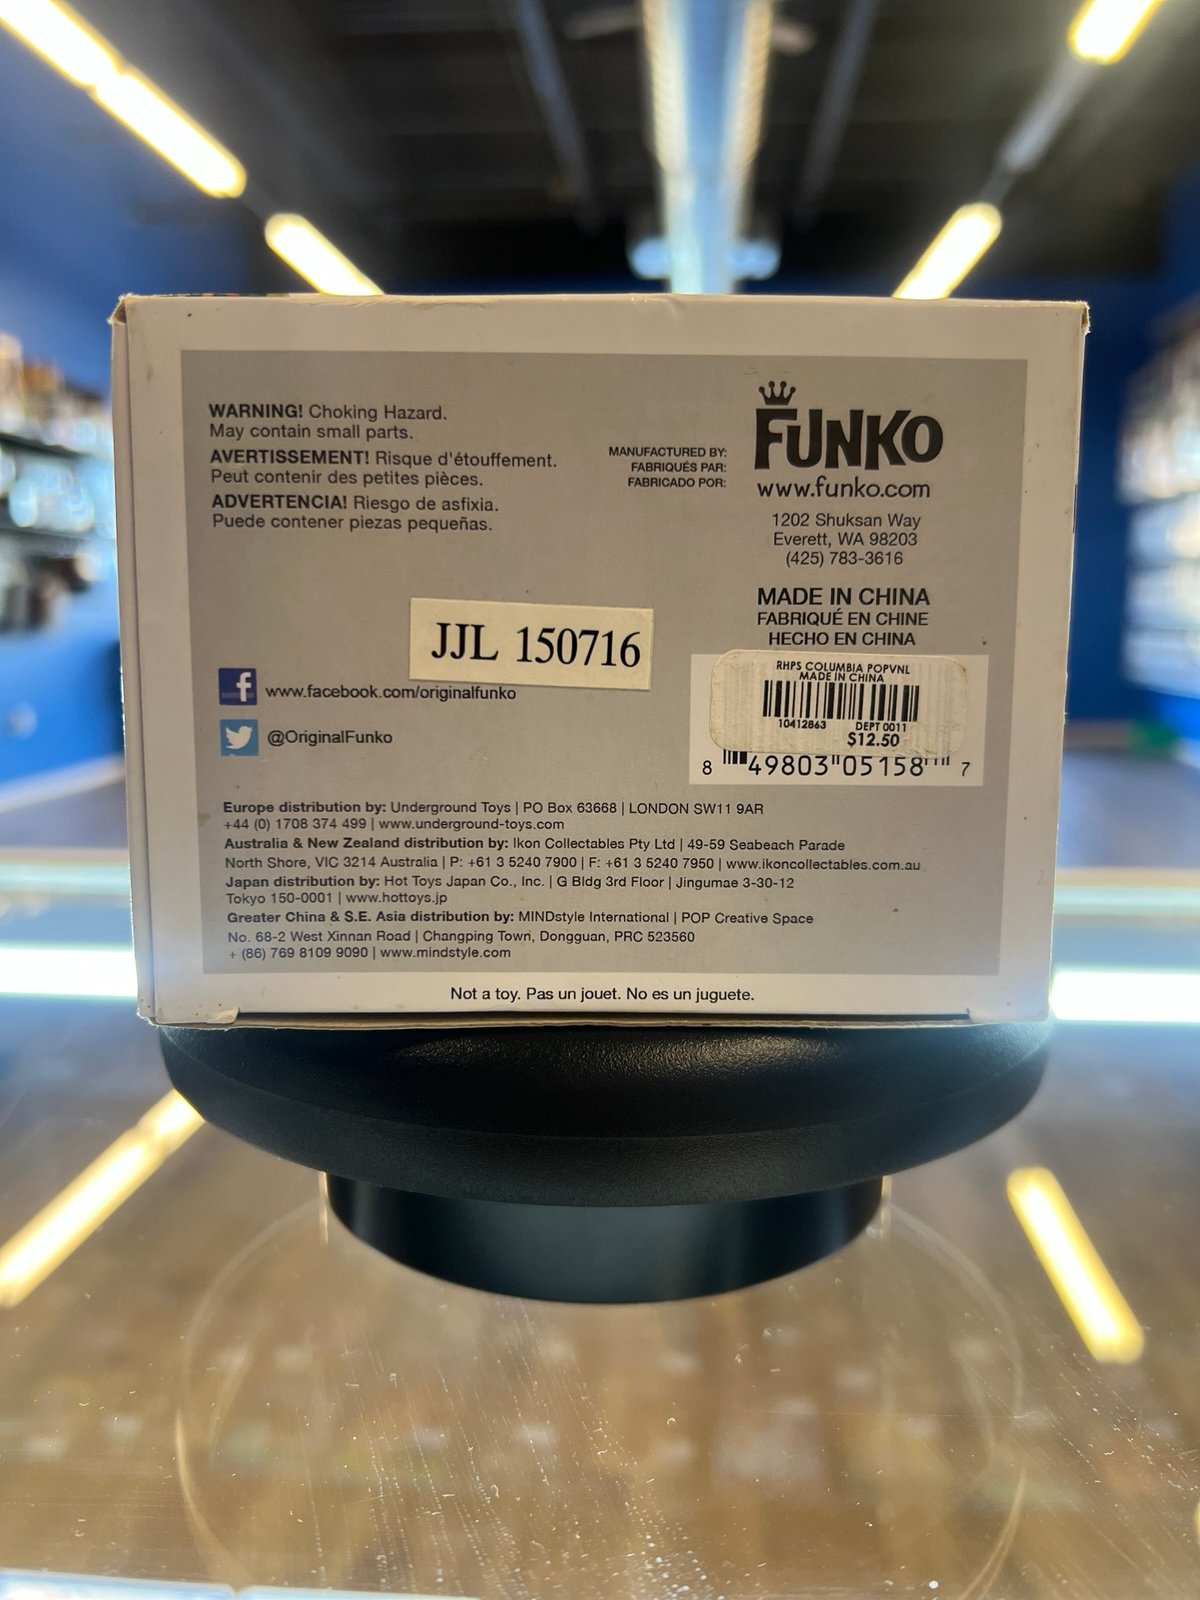 WARNING! Choking Hazard.
May contain small parts.
AVERTISSEMENT! Risque d'étouffement.
Peut contenir des petites pièces.
ADVERTENCIA! Riesgo de asfixia.
Puede contener piezas pequeñas.
MANUFACTURED BY:
FABRIQUÉS PAR:
FABRICADO POR:
FUNKO
www.funko.com
1202 Shuksan Way
Everett, WA 98203
(425) 783-3616
MADE IN CHINA
FABRIQUÉ EN CHINE
HECHO EN CHINA
JJL 150716
f www.facebook.com/originalfunko
@OriginalFunko
RHPS COLUMBIA POPVNL
MADE IN CHINA
10412863 DEPT 0011
$12.50
8 49803 05158 7
Europe distribution by: Underground Toys | PO Box 63668 | LONDON SW11 9AR
+44 (0) 1708 374 499 | www.underground-toys.com
Australia & New Zealand distribution by: Ikon Collectables Pty Ltd | 49-59 Seabeach Parade
North Shore, VIC 3214 Australia | P: +61 3 5240 7900 | F: +61 3 5240 7950 | www.ikoncollectables.com.au
Japan distribution by: Hot Toys Japan Co., Inc. | G Bldg 3rd Floor | Jingumae 3-30-12
Tokyo 150-0001 | www.hottoys.jp
Greater China & S.E. Asia distribution by: MINDstyle International | POP Creative Space
No. 68-2 West Xinnan Road | Changping Town, Dongguan, PRC 523560
+ (86) 769 8109 9090 | www.mindstyle.com
Not a toy. Pas un jouet. No es un juguete.